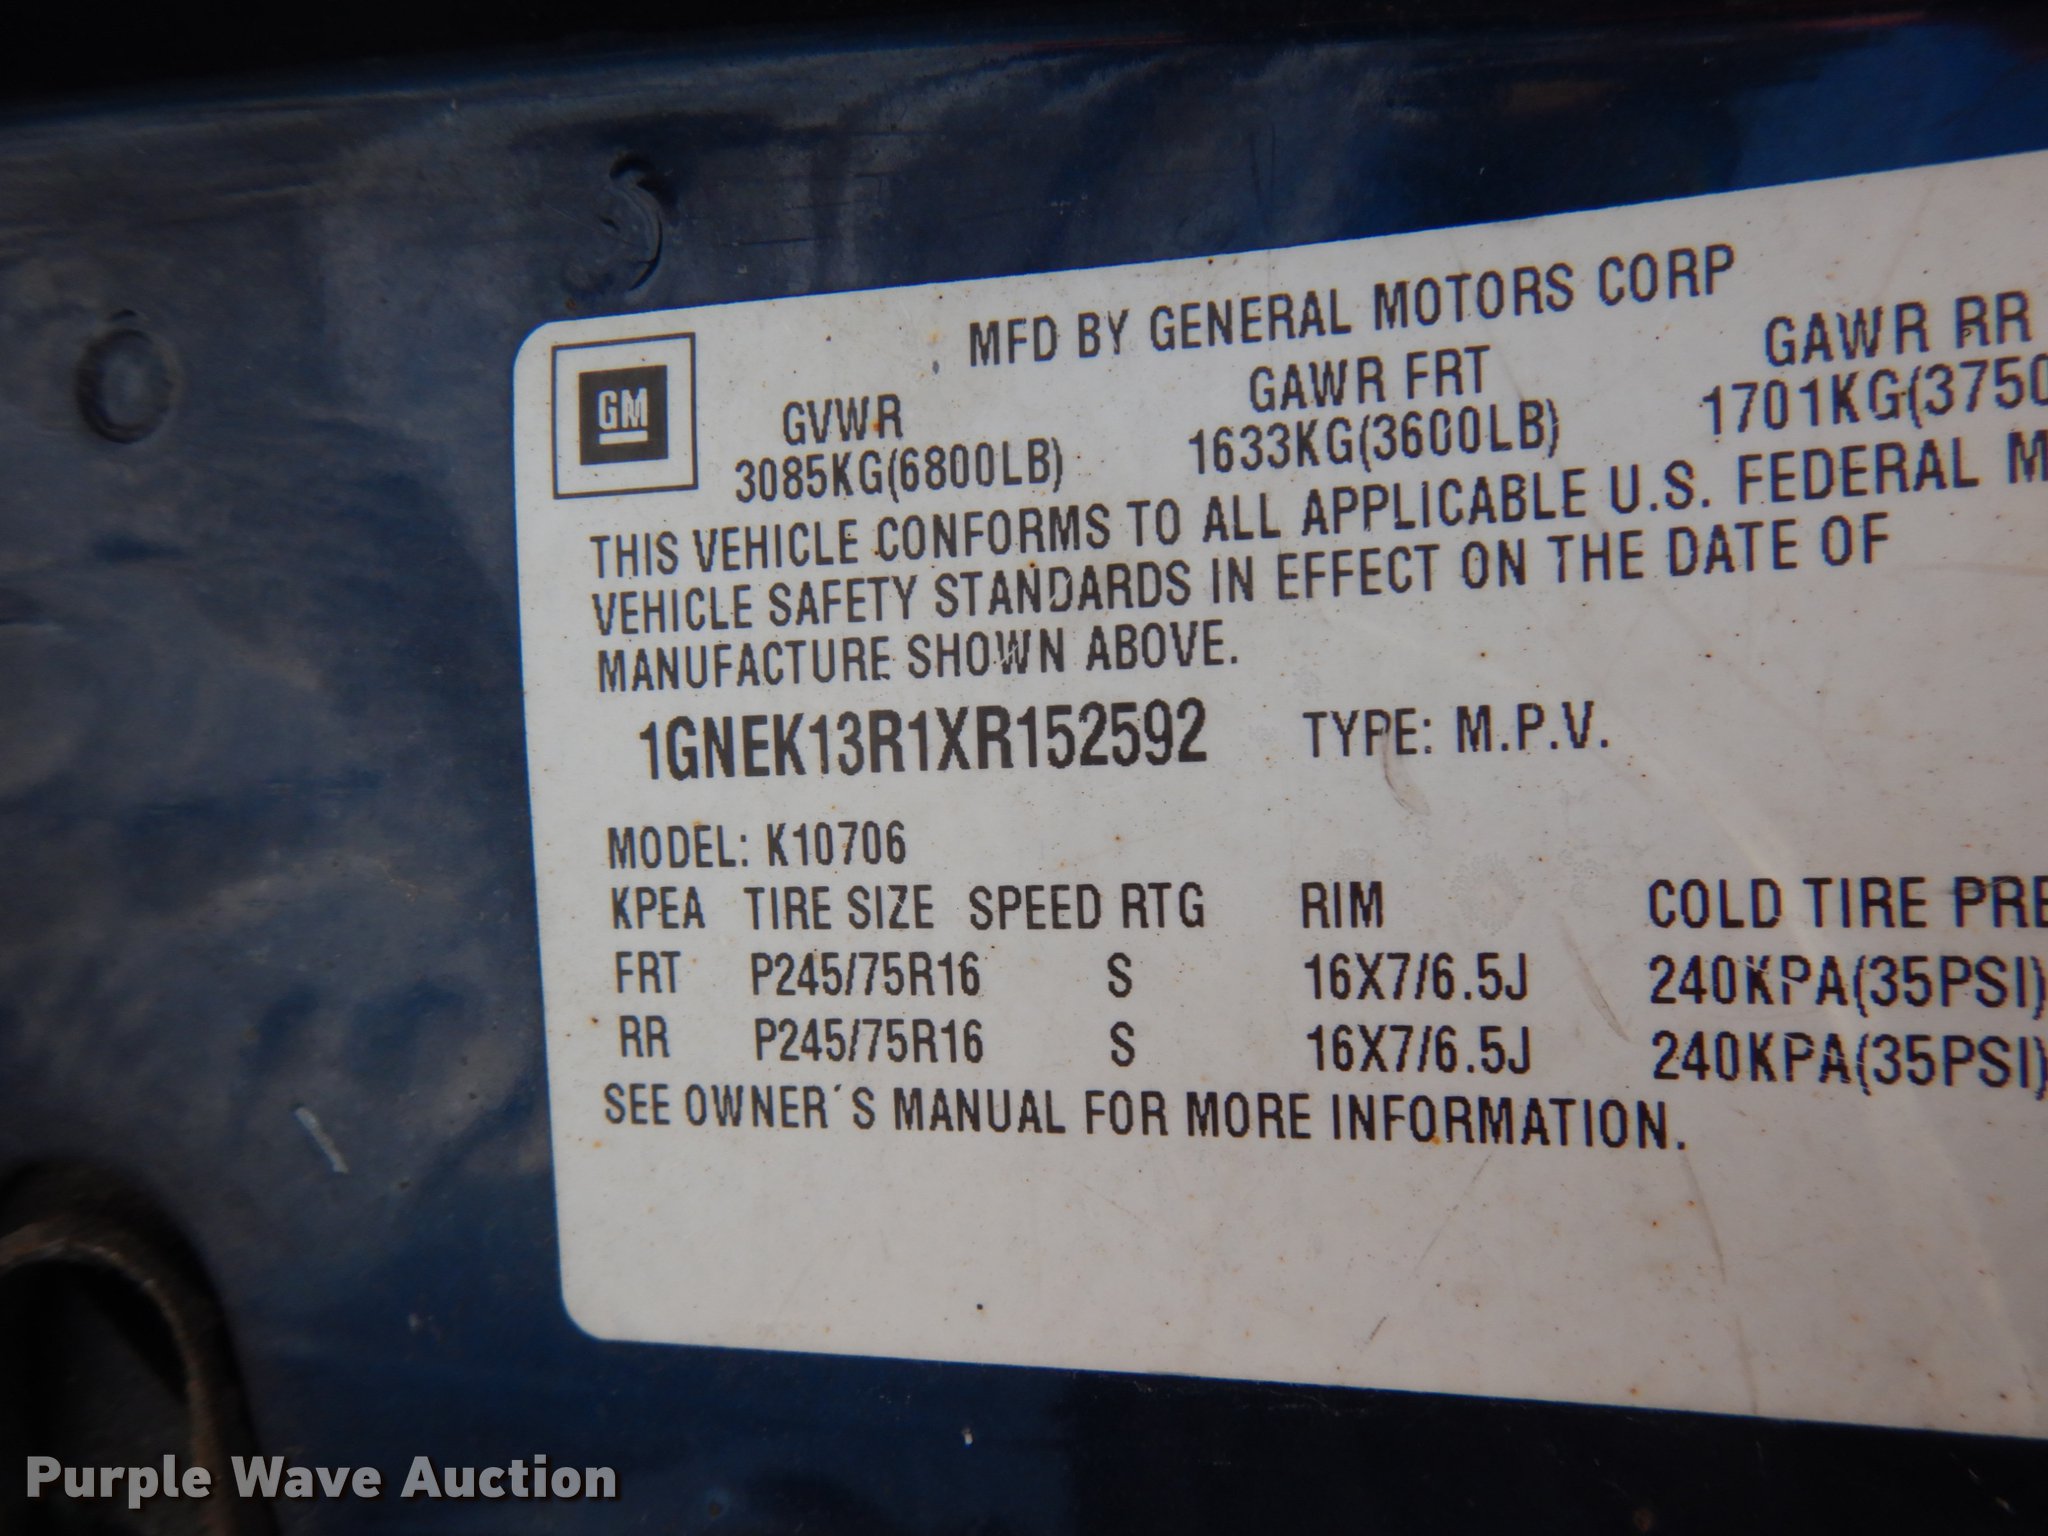 MFD BY GENERAL MOTORS CORP
GM
GVWR GAWR FRT GAWR RR
3085KG(6800LB) 1633KG(3600LB) 1701KG(3750
THIS VEHICLE CONFORMS TO ALL APPLICABLE U.S. FEDERAL M
VEHICLE SAFETY STANDARDS IN EFFECT ON THE DATE OF
MANUFACTURE SHOWN ABOVE.
1GNEK13R1XR152592 TYPE: M.P.V.
MODEL: K10706
KPEA TIRE SIZE SPEED RTG RIM COLD TIRE PRE
FRT P245/75R16 S 16X7/6.5J 240KPA(35PSI)
RR P245/75R16 S 16X7/6.5J 240KPA(35PSI)
SEE OWNER´S MANUAL FOR MORE INFORMATION.
Purple Wave Auction